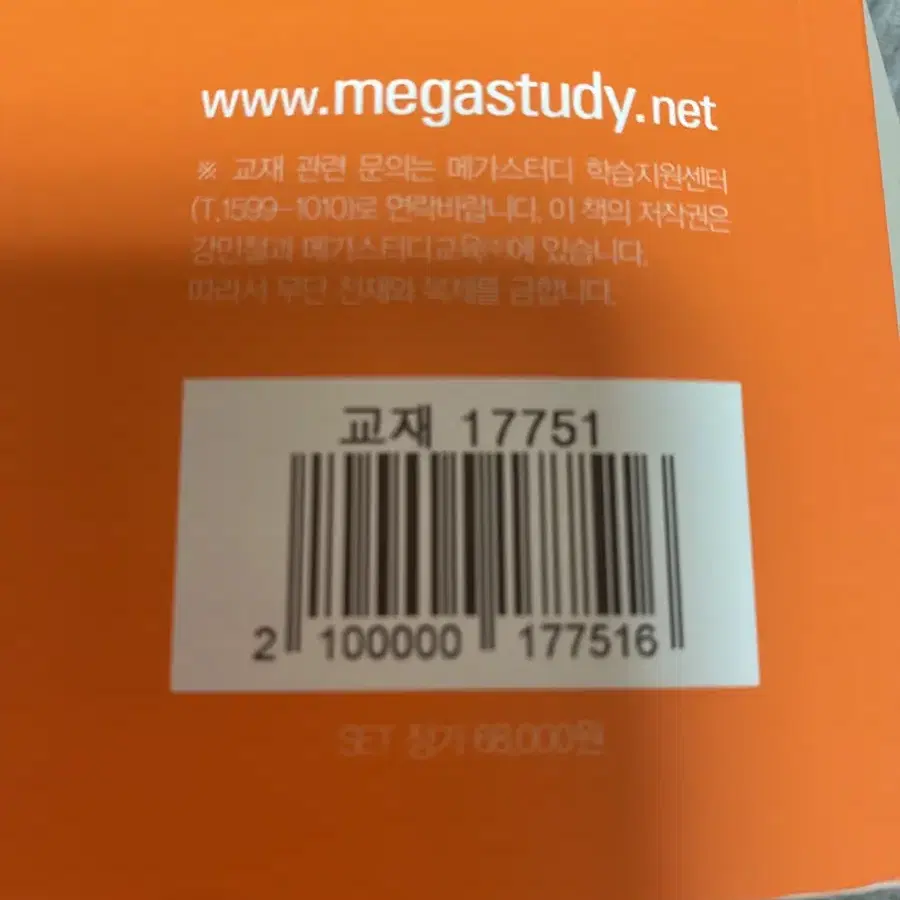 www.megastudy.net
※ 교재 관련 문의는 메가스터디 학습지원센터
(T.1599-1010)로 연락바랍니다. 이 책의 저작권은
강민철과 메가스터디교육㈜에 있습니다.
따라서 무단 전재와 복제를 금합니다.
교재 17751
2 100000 177516
SET 정가 68,000원